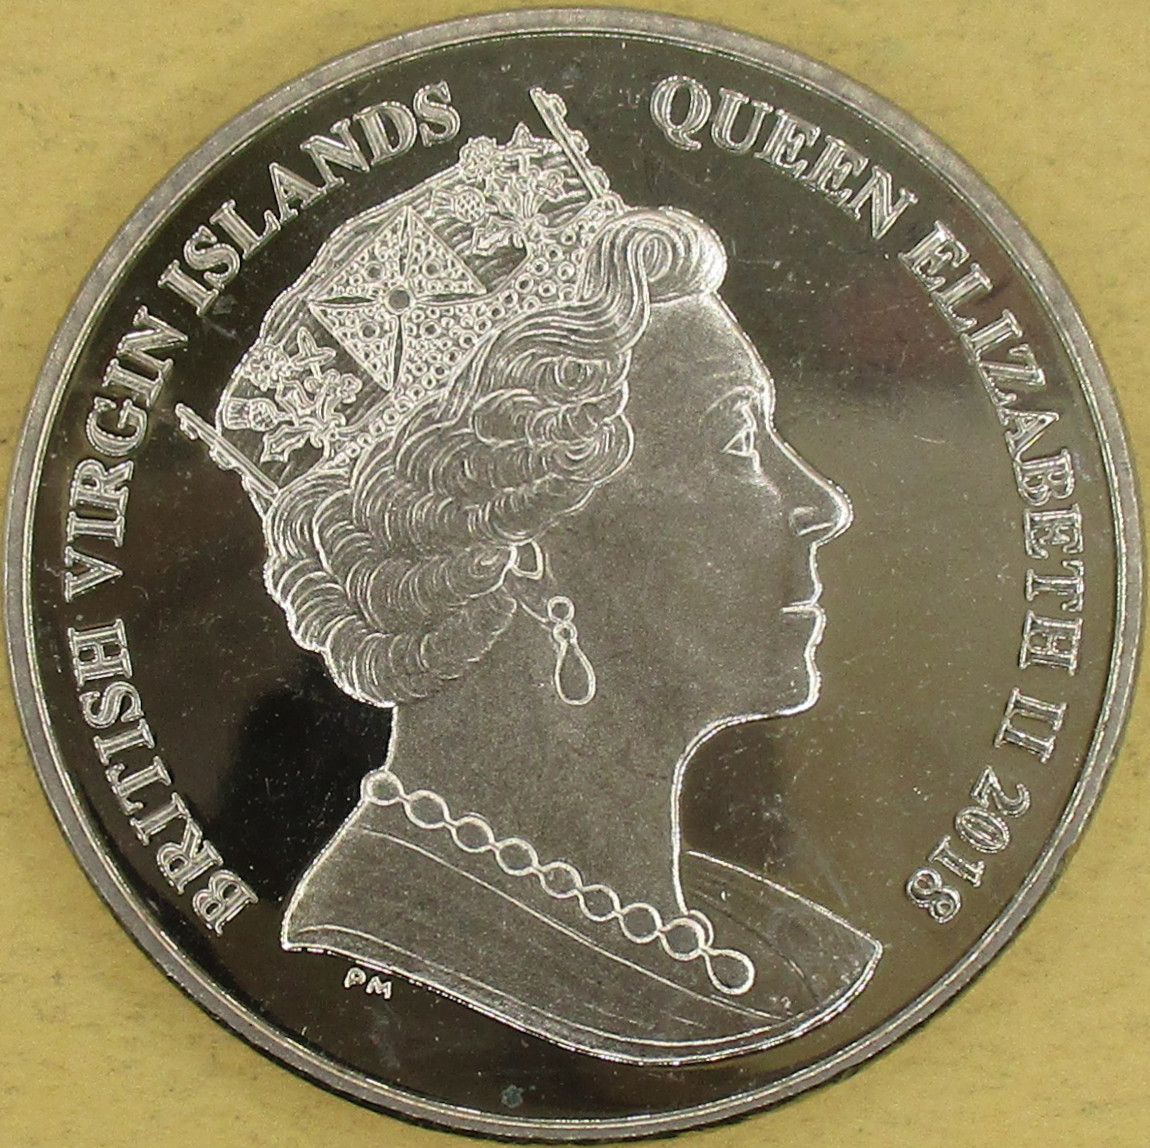 BRITISH VIRGIN ISLANDS
QUEEN ELIZABETH II 2018
PM